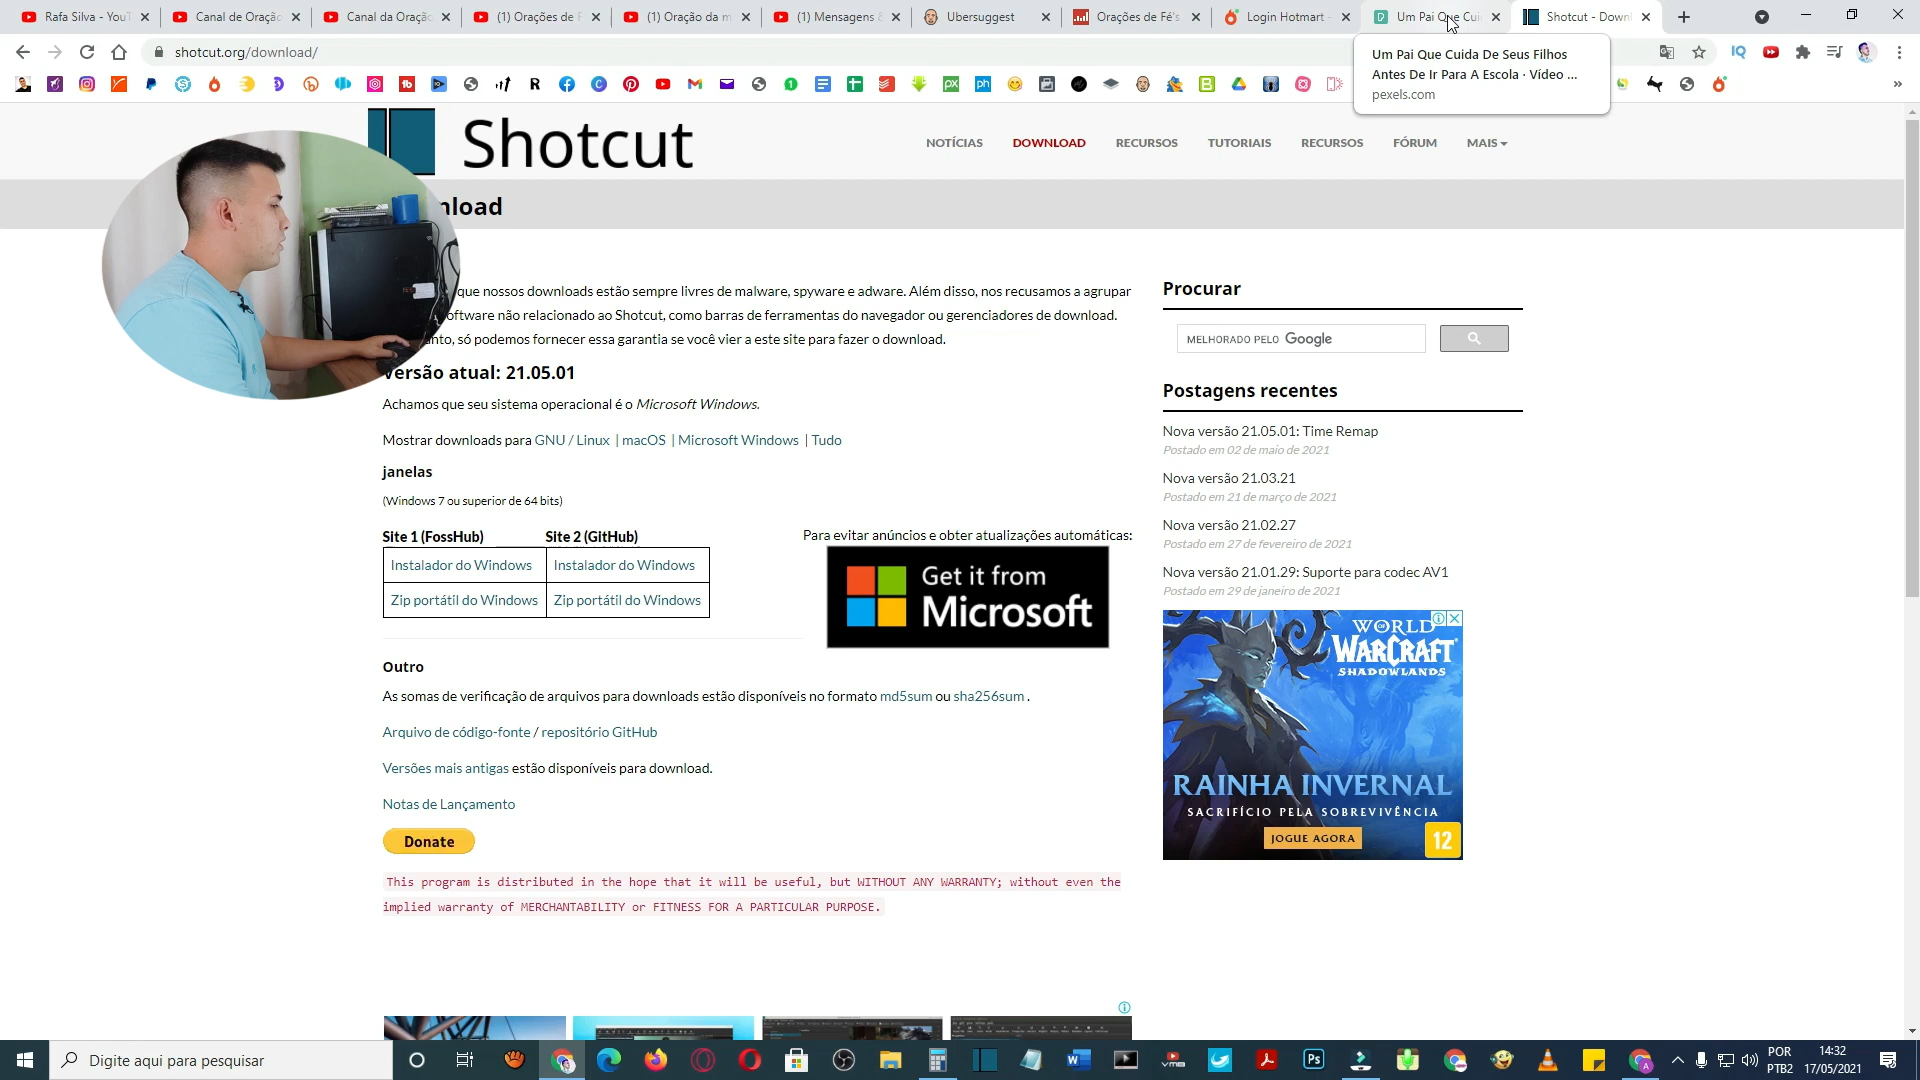 Rafa Silva - YouT
Canal de Oração
Canal da Oração
(1) Orações de F
(1) Oração da m
(1) Mensagens &
Ubersuggest
Orações de Fé's
Login Hotmart -
Um Pai Que Cui
Shotcut - Down
shotcut.org/download/
Um Pai Que Cuida De Seus Filhos
Antes De Ir Para A Escola · Vídeo ...
pexels.com
Shotcut
NOTÍCIAS DOWNLOAD RECURSOS TUTORIAIS RECURSOS FÓRUM MAIS
nload
que nossos downloads estão sempre livres de malware, spyware e adware. Além disso, nos recusamos a agrupar
oftware não relacionado ao Shotcut, como barras de ferramentas do navegador ou gerenciadores de download.
nto, só podemos fornecer essa garantia se você vier a este site para fazer o download.
Versão atual: 21.05.01
Achamos que seu sistema operacional é o Microsoft Windows.
Mostrar downloads para GNU / Linux | macOS | Microsoft Windows | Tudo
janelas
(Windows 7 ou superior de 64 bits)
Site 1 (FossHub) Site 2 (GitHub)
Instalador do Windows Instalador do Windows
Zip portátil do Windows Zip portátil do Windows
Para evitar anúncios e obter atualizações automáticas:
Get it from
Microsoft
Outro
As somas de verificação de arquivos para downloads estão disponíveis no formato md5sum ou sha256sum .
Arquivo de código-fonte / repositório GitHub
Versões mais antigas estão disponíveis para download.
Notas de Lançamento
Donate
This program is distributed in the hope that it will be useful, but WITHOUT ANY WARRANTY; without even the
implied warranty of MERCHANTABILITY or FITNESS FOR A PARTICULAR PURPOSE.
Procurar
MELHORADO PELO Google
Postagens recentes
Nova versão 21.05.01: Time Remap
Postado em 02 de maio de 2021
Nova versão 21.03.21
Postado em 21 de março de 2021
Nova versão 21.02.27
Postado em 27 de fevereiro de 2021
Nova versão 21.01.29: Suporte para codec AV1
Postado em 29 de janeiro de 2021
WORLD
WARCRAFT
SHADOWLANDS
RAINHA INVERNAL
SACRIFÍCIO PELA SOBREVIVÊNCIA
JOGUE AGORA
12
Digite aqui para pesquisar
POR
PTB2
14:32
17/05/2021